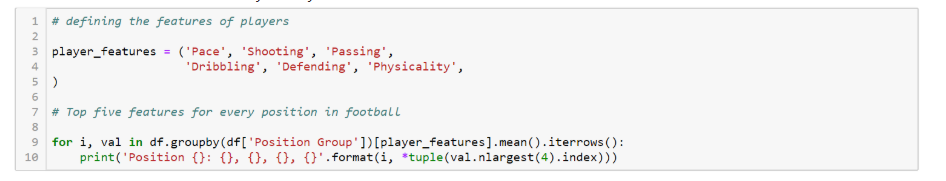 1 # defining the features of players
2
3 player_features = ('Pace', 'Shooting', 'Passing',
4                    'Dribbling', 'Defending', 'Physicality',
5 )
6
7 # Top five features for every position in football
8
9 for i, val in df.groupby(df['Position Group'])[player_features].mean().iterrows():
10     print('Position {}: {}, {}, {}, {}'.format(i, *tuple(val.nlargest(4).index)))